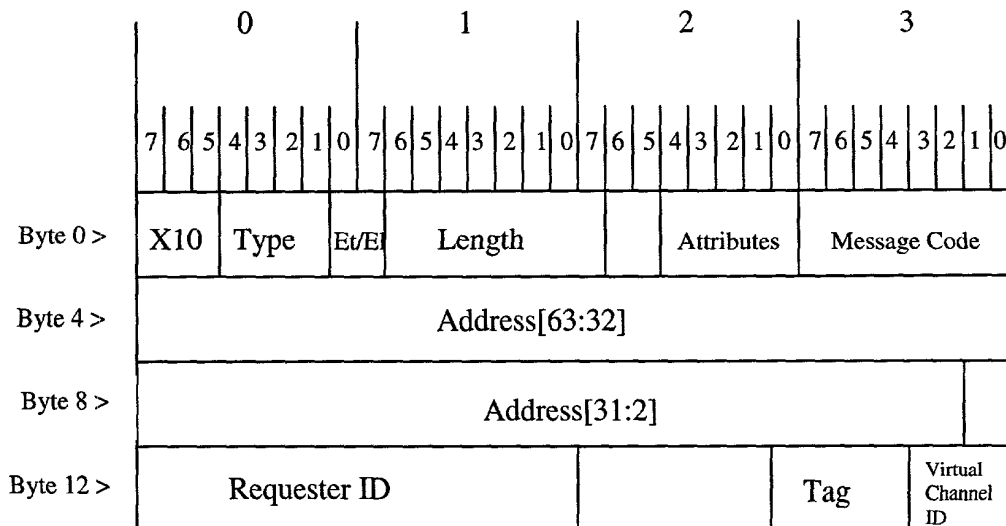 0 1 2 3
7 6 5 4 3 2 1 0 7 6 5 4 3 2 1 0 7 6 5 4 3 2 1 0 7 6 5 4 3 2 1 0
Byte 0 > X10 Type Et/El Length Attributes Message Code
Byte 4 > Address[63:32]
Byte 8 > Address[31:2]
Byte 12 > Requester ID Tag Virtual
Channel
ID